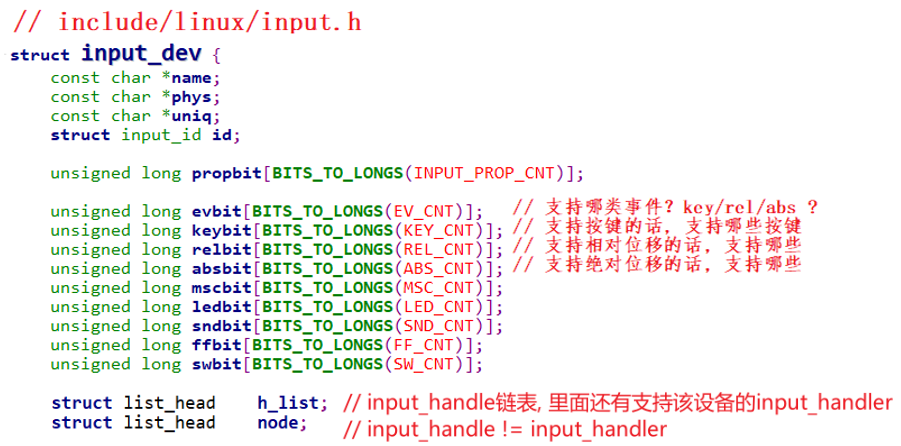 // include/linux/input.h
struct input_dev {
const char *name;
const char *phys;
const char *uniq;
struct input_id id;
unsigned long propbit[BITS_TO_LONGS(INPUT_PROP_CNT)];
unsigned long evbit[BITS_TO_LONGS(EV_CNT)]; // 支持哪类事件? key/rel/abs ?
unsigned long keybit[BITS_TO_LONGS(KEY_CNT)]; // 支持按键的话, 支持哪些按键
unsigned long relbit[BITS_TO_LONGS(REL_CNT)]; // 支持相对位移的话, 支持哪些
unsigned long absbit[BITS_TO_LONGS(ABS_CNT)]; // 支持绝对位移的话, 支持哪些
unsigned long mscbit[BITS_TO_LONGS(MSC_CNT)];
unsigned long ledbit[BITS_TO_LONGS(LED_CNT)];
unsigned long sndbit[BITS_TO_LONGS(SND_CNT)];
unsigned long ffbit[BITS_TO_LONGS(FF_CNT)];
unsigned long swbit[BITS_TO_LONGS(SW_CNT)];
struct list_head h_list; // input_handle链表, 里面还有支持该设备的input_handler
struct list_head node; // input_handle != input_handler